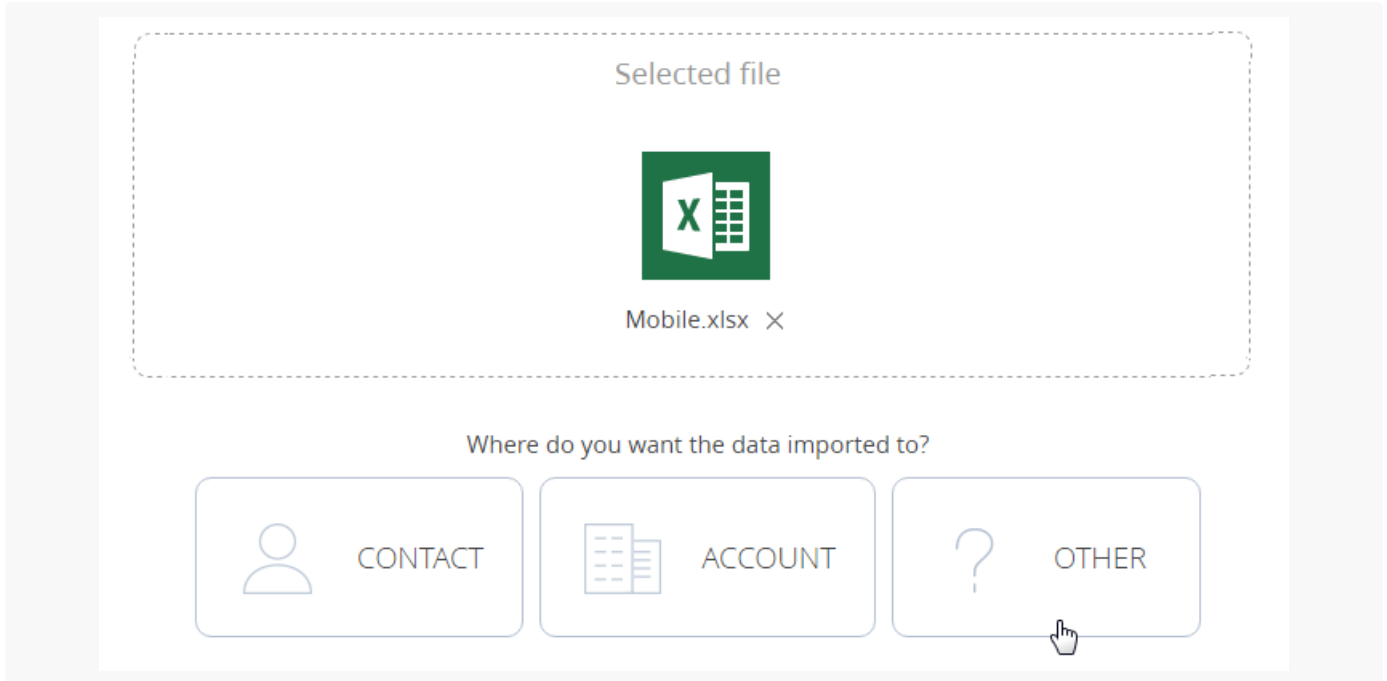 Selected file
X
Mobile.xlsx
Where do you want the data imported to?
CONTACT
ACCOUNT
?
OTHER